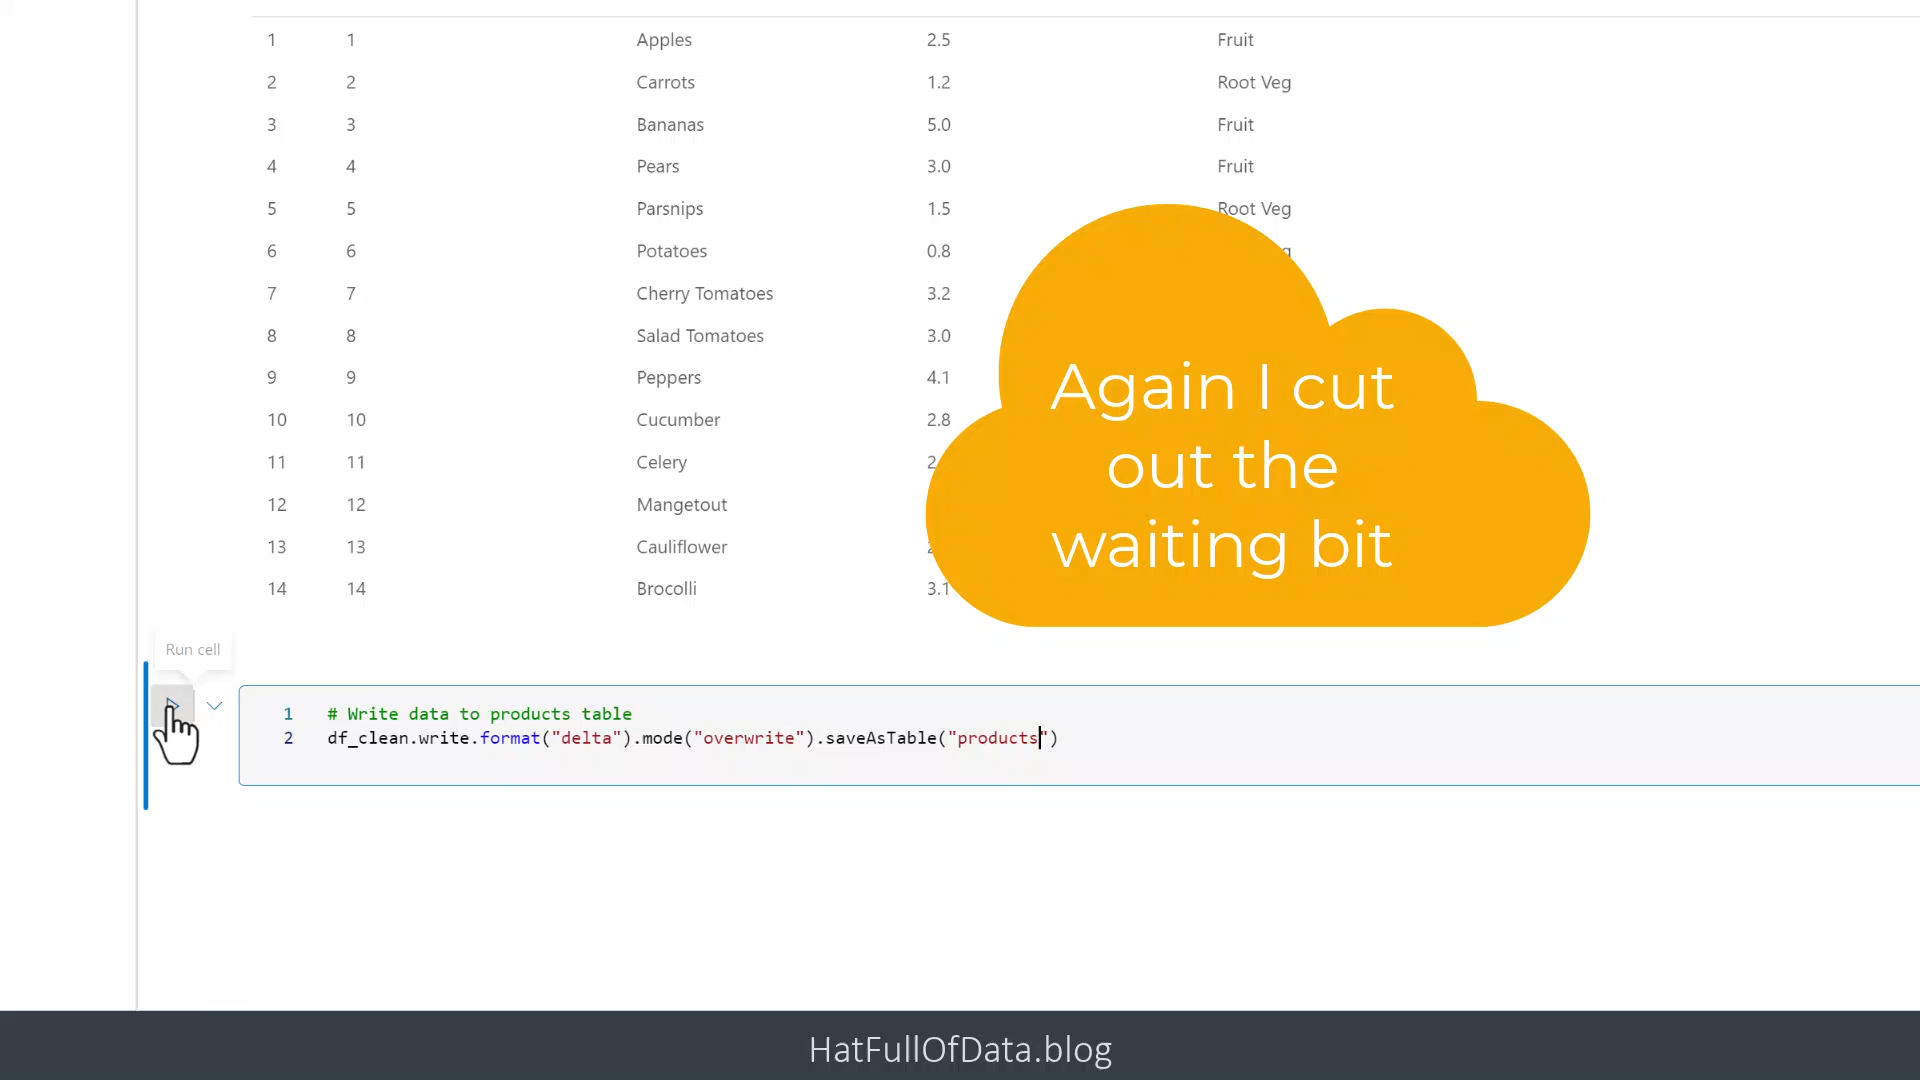 1 1 Apples 2.5 Fruit
2 2 Carrots 1.2 Root Veg
3 3 Bananas 5.0 Fruit
4 4 Pears 3.0 Fruit
5 5 Parsnips 1.5 Root Veg
6 6 Potatoes 0.8
7 7 Cherry Tomatoes 3.2
8 8 Salad Tomatoes 3.0
9 9 Peppers 4.1
10 10 Cucumber 2.8
11 11 Celery
12 12 Mangetout
13 13 Cauliflower
14 14 Brocolli 3.1
Again I cut
out the
waiting bit
Run cell
1 # Write data to products table
2 df_clean.write.format("delta").mode("overwrite").saveAsTable("products")
HatFullOfData.blog